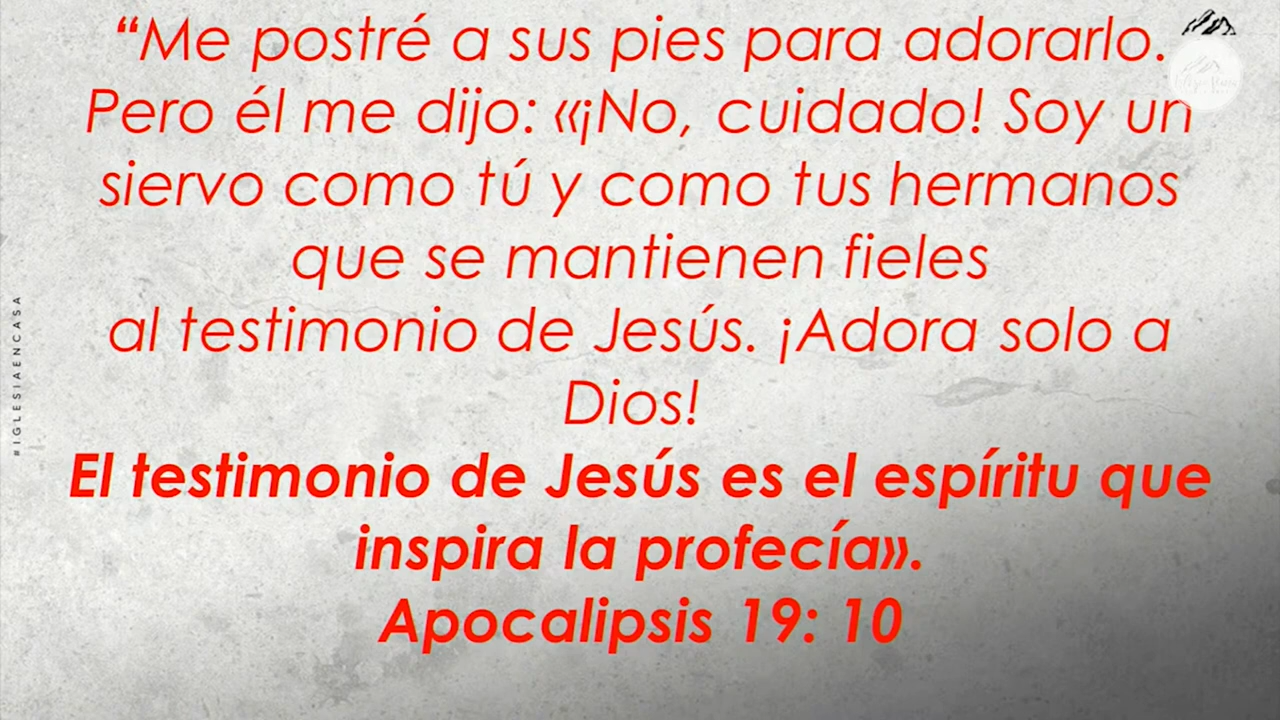 “Me postré a sus pies para adorarlo.
Pero él me dijo: «¡No, cuidado! Soy un
siervo como tú y como tus hermanos
que se mantienen fieles
al testimonio de Jesús. ¡Adora solo a
Dios!
El testimonio de Jesús es el espíritu que
inspira la profecía».
Apocalipsis 19: 10
#IGLESIAENCASA